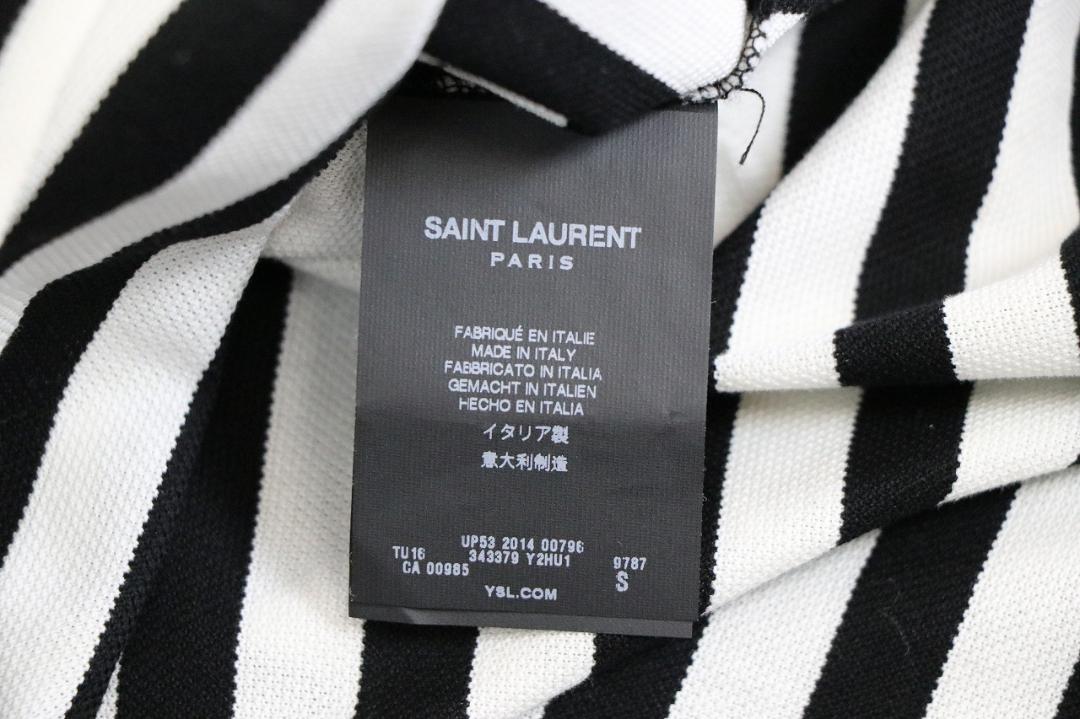 SAINT LAURENT
PARIS
FABRIQUÉ EN ITALIE
MADE IN ITALY
FABBRICATO IN ITALIA
GEMACHT IN ITALIEN
HECHO EN ITALIA
イタリア製
意大利制造
UP53 2014 00796
TU16 343379 Y2HU1 9787
CA 00985 S
YSL.COM